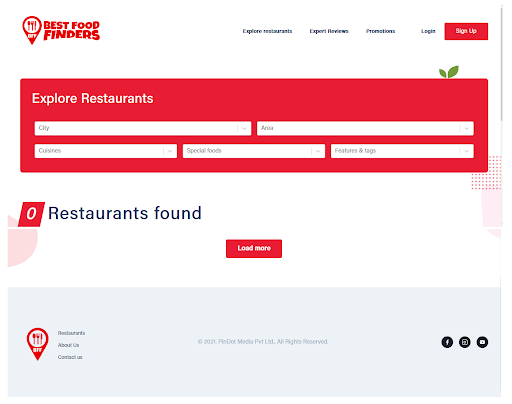 BEST FOOD
FINDERS
BFF
Explore restaurants Expert Reviews Promotions Login Sign Up
Explore Restaurants
City Area
Cuisines Special foods Features & tags
0 Restaurants found
Load more
Restaurants
About Us
Contact us
BFF
© 2021. PinDot Media Pvt Ltd,. All Rights Reserved.